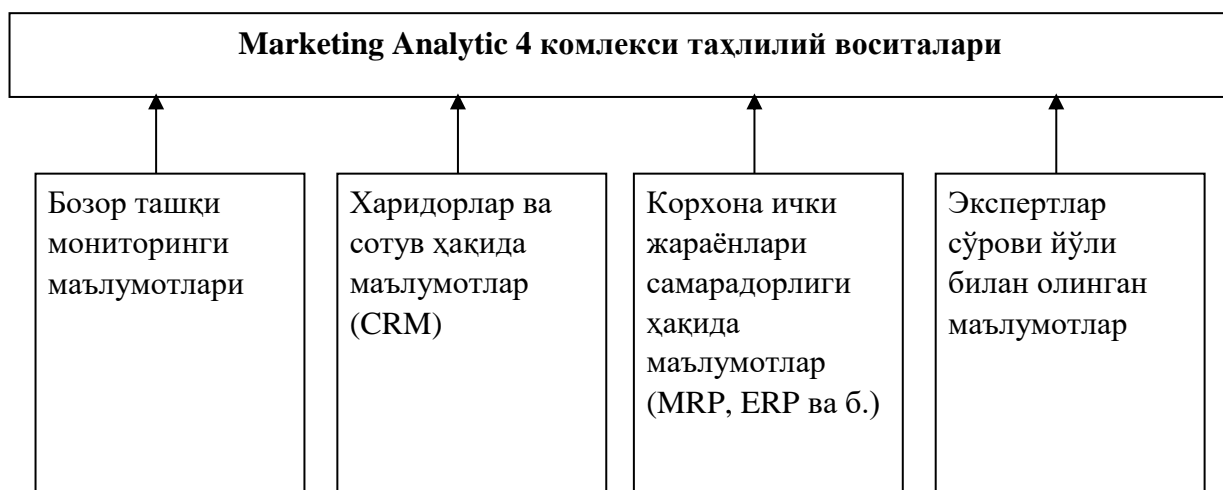 Marketing Analytic 4 комлекси таҳлилий воситалари
Бозор ташқи
мониторинги
маълумотлари
Харидорлар ва
сотув ҳақида
маълумотлар
(CRM)
Корхона ички
жараёнлари
самарадорлиги
ҳақида
маълумотлар
(MRP, ERP ва б.)
Экспертлар
сўрови йўли
билан олинган
маълумотлар